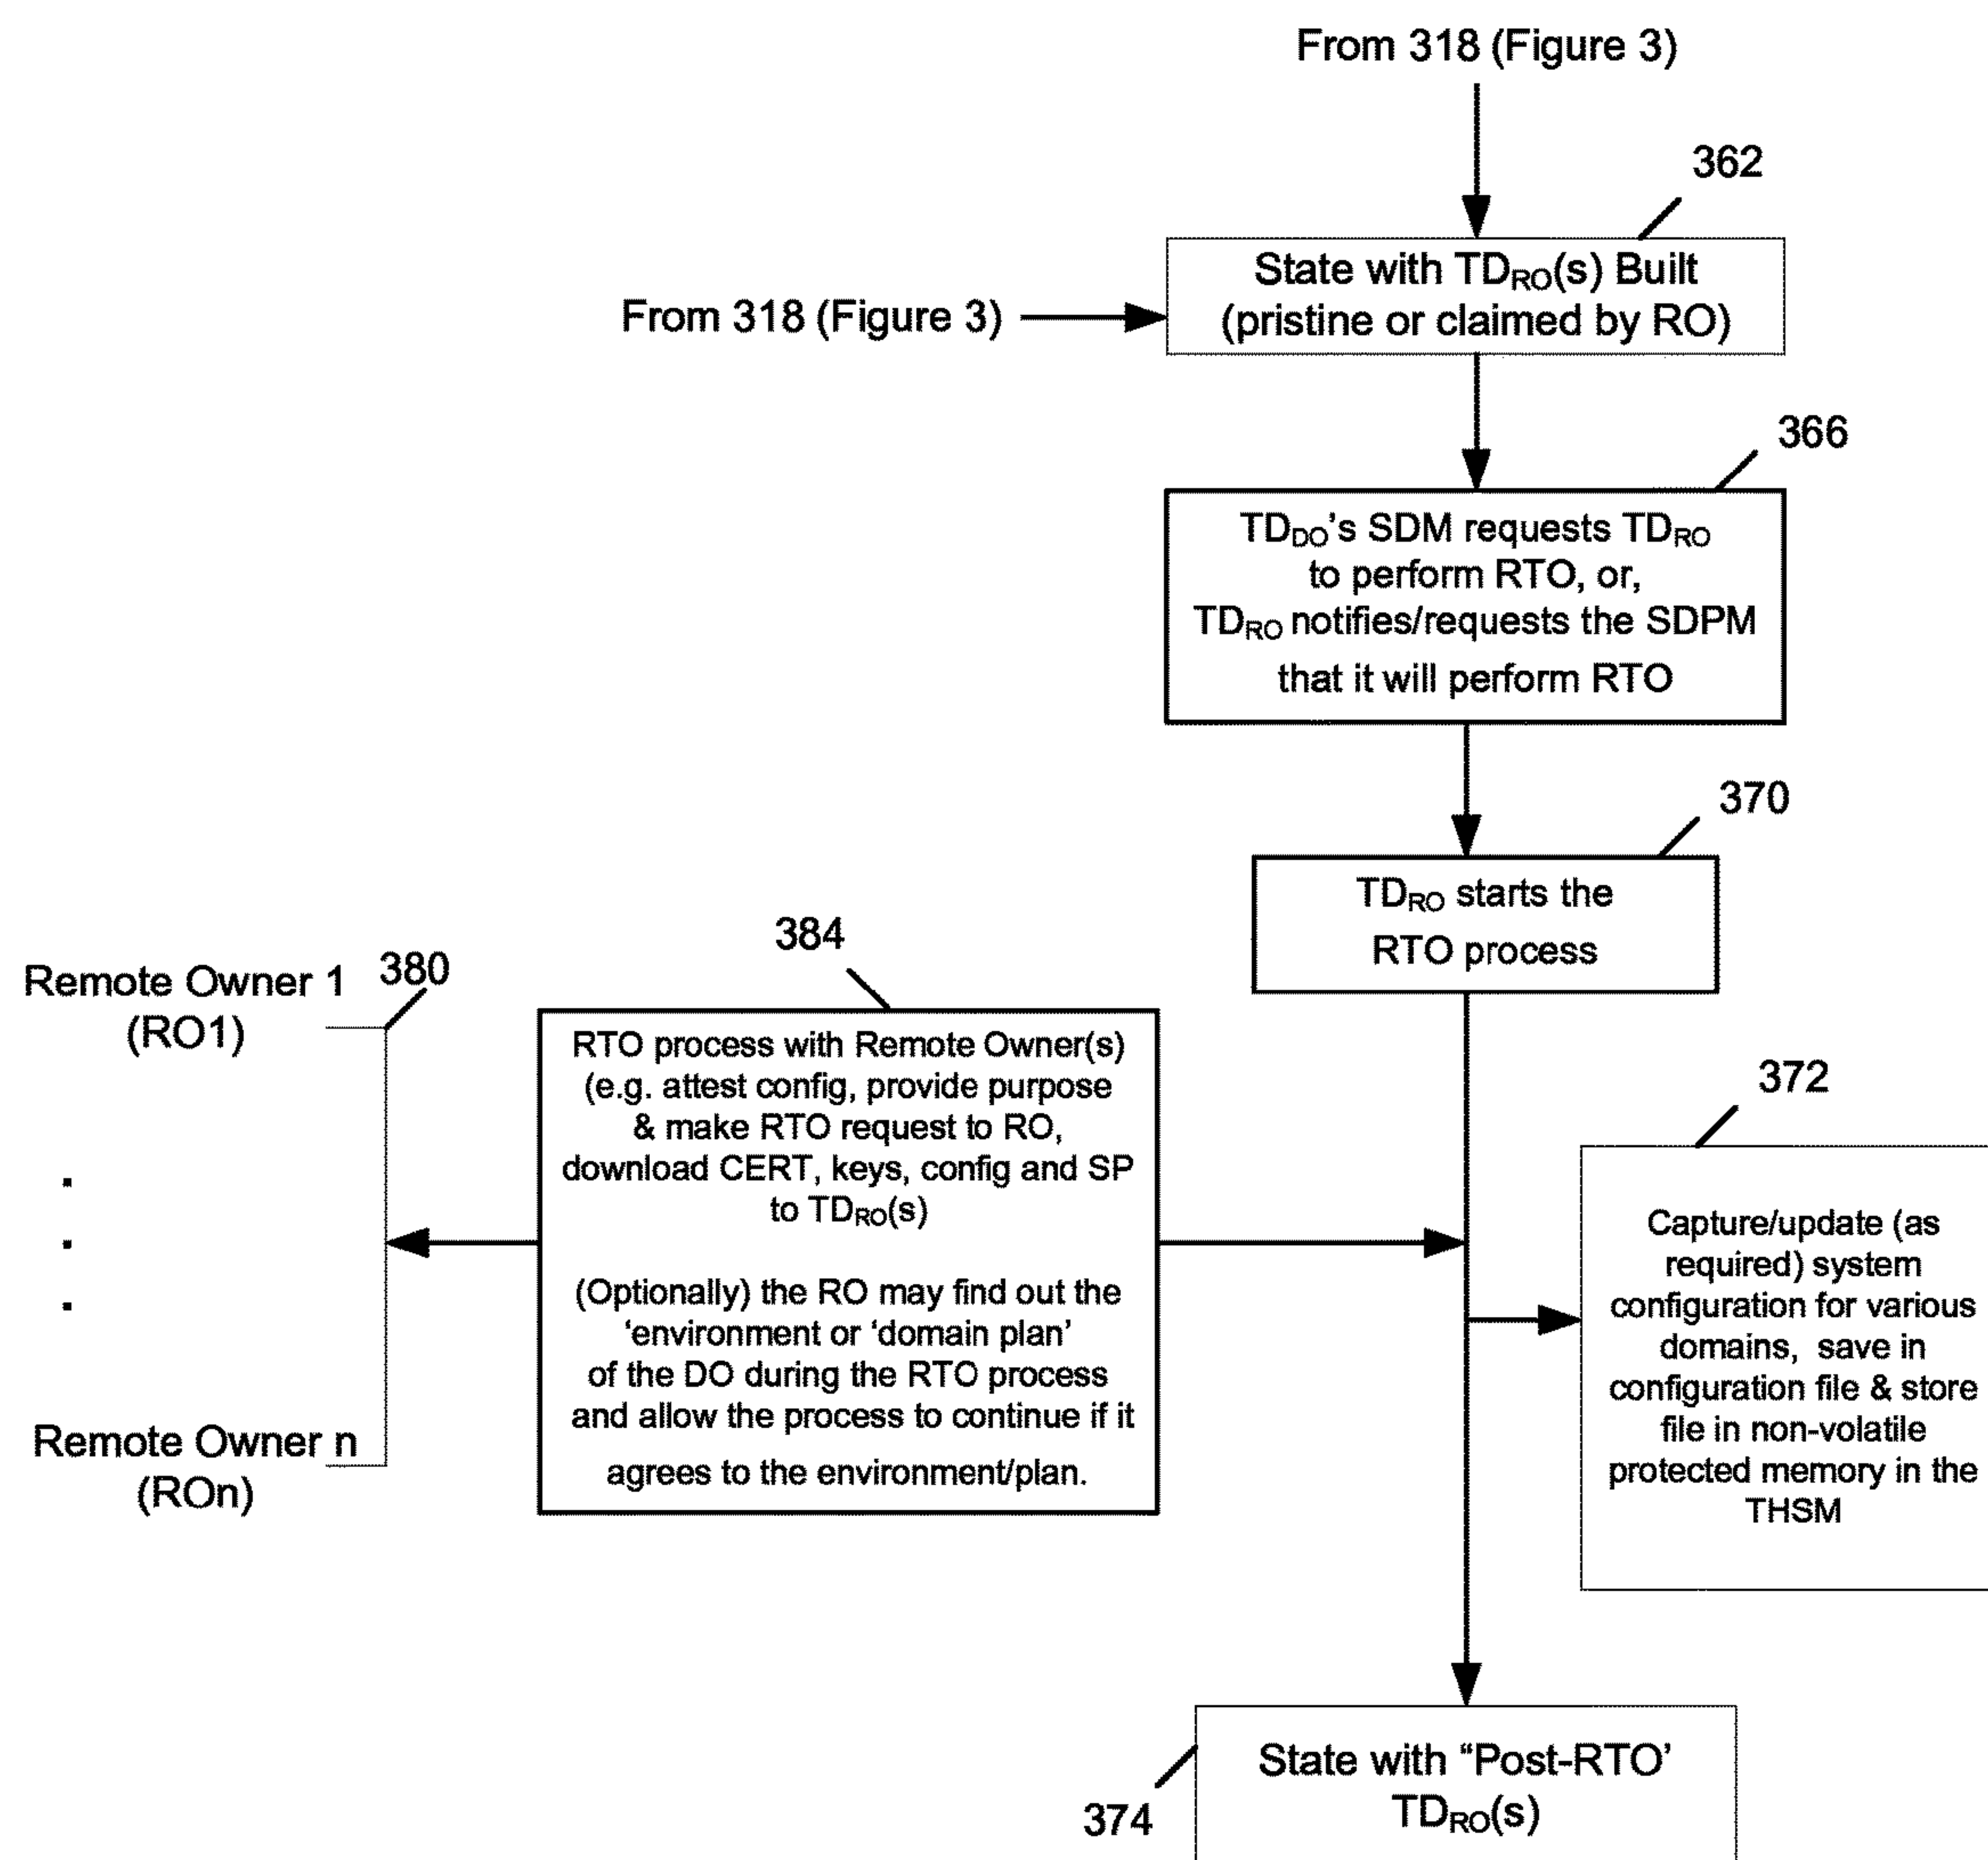 From 318 (Figure 3)
362
State with TDRO(s) Built
(pristine or claimed by RO)
From 318 (Figure 3)
366
TDDO’s SDM requests TDRO
to perform RTO, or,
TDRO notifies/requests the SDPM
that it will perform RTO
370
TDRO starts the
RTO process
384
RTO process with Remote Owner(s)
(e.g. attest config, provide purpose
& make RTO request to RO,
download CERT, keys, config and SP
to TDRO(s)
(Optionally) the RO may find out the
‘environment or ‘domain plan’
of the DO during the RTO process
and allow the process to continue if it
agrees to the environment/plan.
380
Remote Owner 1
(RO1)
.
.
.
Remote Owner n
(ROn)
372
Capture/update (as
required) system
configuration for various
domains, save in
configuration file & store
file in non-volatile
protected memory in the
THSM
State with “Post-RTO’
TDRO(s)
374